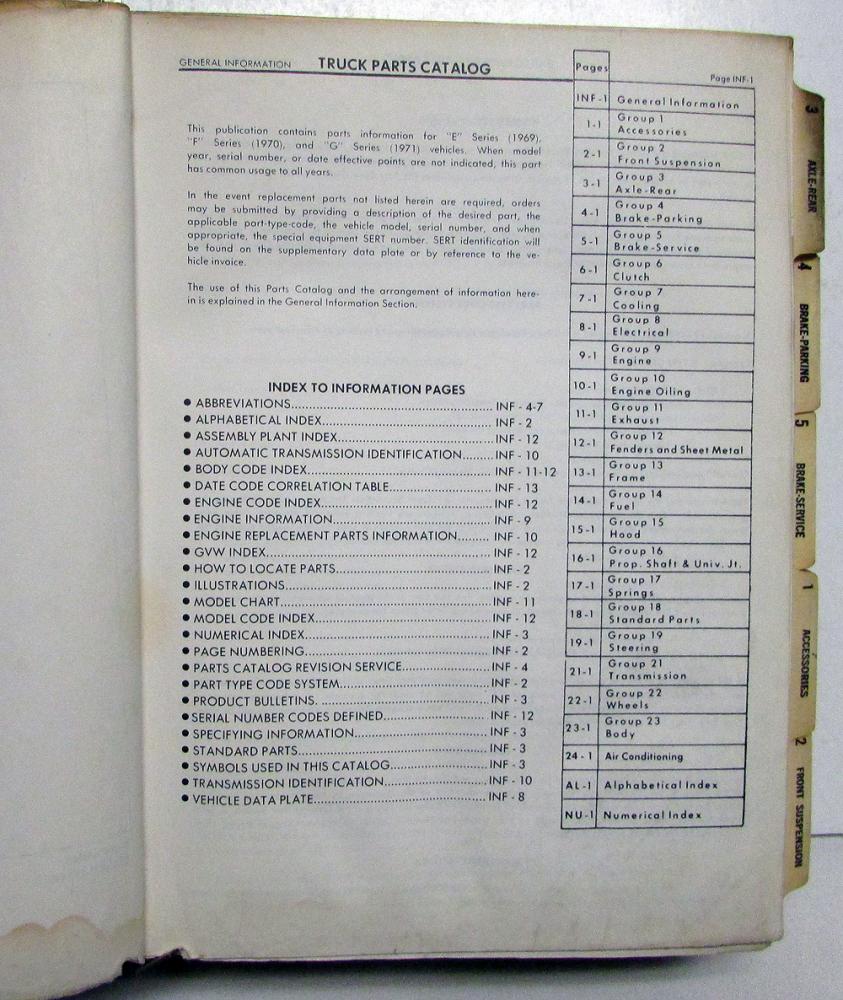 GENERAL INFORMATION TRUCK PARTS CATALOG
Page INF-1
This publication contains parts information for "E" Series (1969),
"F" Series (1970), and "G" Series (1971) vehicles. When model
year, serial number, or date effective points are not indicated, this part
has common usage to all years.
In the event replacement parts not listed herein are required, orders
may be submitted by providing a description of the desired part, the
applicable part-type-code, the vehicle model, serial number, and when
appropriate, the special equipment SERT number. SERT identification will
be found on the supplementary data plate or by reference to the ve-
hicle invoice.
The use of this Parts Catalog and the arrangement of information here-
in is explained in the General Information Section.
INDEX TO INFORMATION PAGES
● ABBREVIATIONS........ INF - 4-7
● ALPHABETICAL INDEX........ INF - 2
● ASSEMBLY PLANT INDEX........ INF - 12
● AUTOMATIC TRANSMISSION IDENTIFICATION........ INF - 10
● BODY CODE INDEX........ INF - 11-12
● DATE CODE CORRELATION TABLE........ INF - 13
● ENGINE CODE INDEX........ INF - 12
● ENGINE INFORMATION........ INF - 9
● ENGINE REPLACEMENT PARTS INFORMATION........ INF - 10
● GVW INDEX........ INF - 12
● HOW TO LOCATE PARTS........ INF - 2
● ILLUSTRATIONS........ INF - 2
● MODEL CHART........ INF - 11
● MODEL CODE INDEX........ INF - 12
● NUMERICAL INDEX........ INF - 3
● PAGE NUMBERING........ INF - 2
● PARTS CATALOG REVISION SERVICE........ INF - 4
● PART TYPE CODE SYSTEM........ INF - 2
● PRODUCT BULLETINS. ........ INF - 3
● SERIAL NUMBER CODES DEFINED........ INF - 12
● SPECIFYING INFORMATION........ INF - 3
● STANDARD PARTS........ INF - 3
● SYMBOLS USED IN THIS CATALOG........ INF - 3
● TRANSMISSION IDENTIFICATION........ INF - 10
● VEHICLE DATA PLATE........ INF - 8
Pages
INF-1 General Information
1-1 Group 1
Accessories
2-1 Group 2
Front Suspension
3-1 Group 3
Axle-Rear
4-1 Group 4
Brake-Parking
5-1 Group 5
Brake-Service
6-1 Group 6
Clutch
7-1 Group 7
Cooling
8-1 Group 8
Electrical
9-1 Group 9
Engine
10-1 Group 10
Engine Oiling
11-1 Group 11
Exhaust
12-1 Group 12
Fenders and Sheet Metal
13-1 Group 13
Frame
14-1 Group 14
Fuel
15-1 Group 15
Hood
16-1 Group 16
Prop. Shaft & Univ. Jt.
17-1 Group 17
Springs
18-1 Group 18
Standard Parts
19-1 Group 19
Steering
21-1 Group 21
Transmission
22-1 Group 22
Wheels
23-1 Group 23
Body
24-1 Air Conditioning
AL-1 Alphabetical Index
NU-1 Numerical Index
3 AXLE-REAR
4 BRAKE-PARKING
5 BRAKE-SERVICE
1 ACCESSORIES
2 FRONT SUSPENSION